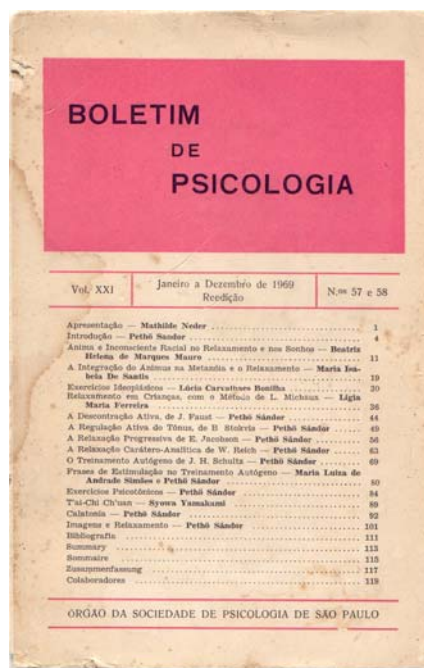 BOLETIM
DE
PSICOLOGIA
Vol. XXI
Janeiro a Dezembro de 1969
Reedição
N.os 57 e 58
Apresentação — Mathilde Neder 1
Introdução — Pethö Sandor 4
Anima e Inconsciente Racial no Relaxamento e nos Sonhos — Beatriz
Helena de Marques Mauro 11
A Integração do Animus na Metanóia e o Relaxamento — Maria Isa-
bela De Santis 19
Exercícios Ideoplásicos — Lúcia Bonilha 30
Relaxamento em Crianças, com o Método de L. Michaux — Lígia
Maria Ferreira 36
A Descontração Ativa, de J. Faust — Pethö Sándor 44
A Regulação Ativa do Tônus, de B Stokvis — Pethö Sándor 49
A Relaxação Progressiva de E. Jacobson — Pethö Sándor 56
A Relaxação Caráctero-Analítica de W. Reich — Pethö Sándor 63
O Treinamento Autógeno de J. H. Schultz — Pethö Sándor 69
Frases de Estimulação no Treinamento Autógeno — Maria Luiza de
Andrade Simões e Pethö Sándor 80
Exercícios Psicotônicos — Pethö Sándor 84
T'ai-Chi Ch'uan — Syowa Yamakami 89
Calatonia — Pethö Sándor 92
Imagens e Relaxamento — Pethö Sándor 101
Bibliografia 111
Summary 113
Sommaire 115
Zusammenfassung 117
Colaboradores 119
ÓRGÃO DA SOCIEDADE DE PSICOLOGIA DE SÃO PAULO